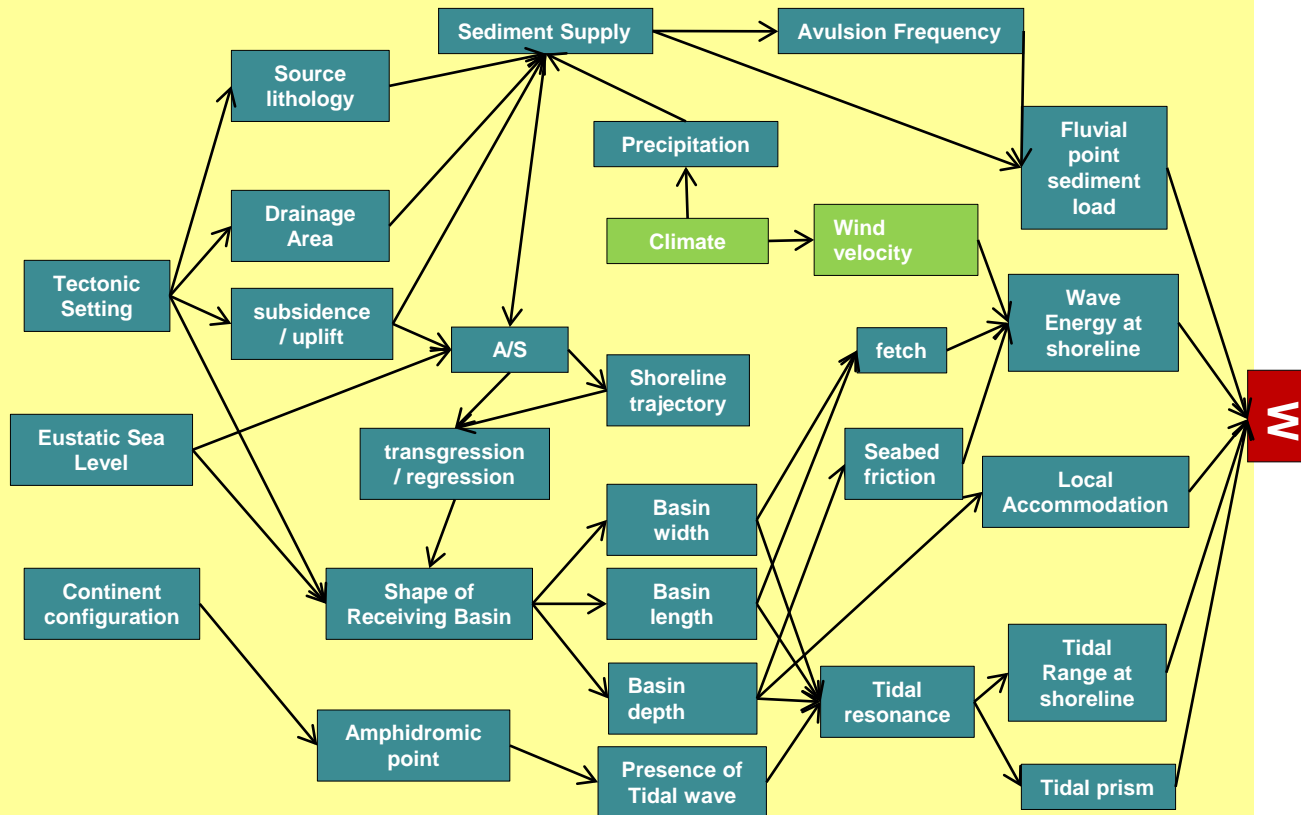 Sediment Supply
Avulsion Frequency
Source
lithology
Fluvial
point
sediment
load
Precipitation
Drainage
Area
Climate
Wind
velocity
Tectonic
Setting
subsidence
/ uplift
Wave
Energy at
shoreline
A/S
fetch
Shoreline
trajectory
W
Eustatic Sea
Level
transgression
/ regression
Seabed
friction
Local
Accommodation
Basin
width
Continent
configuration
Shape of
Receiving Basin
Basin
length
Tidal
Range at
shoreline
Basin
depth
Tidal
resonance
Amphidromic
point
Presence of
Tidal wave
Tidal prism